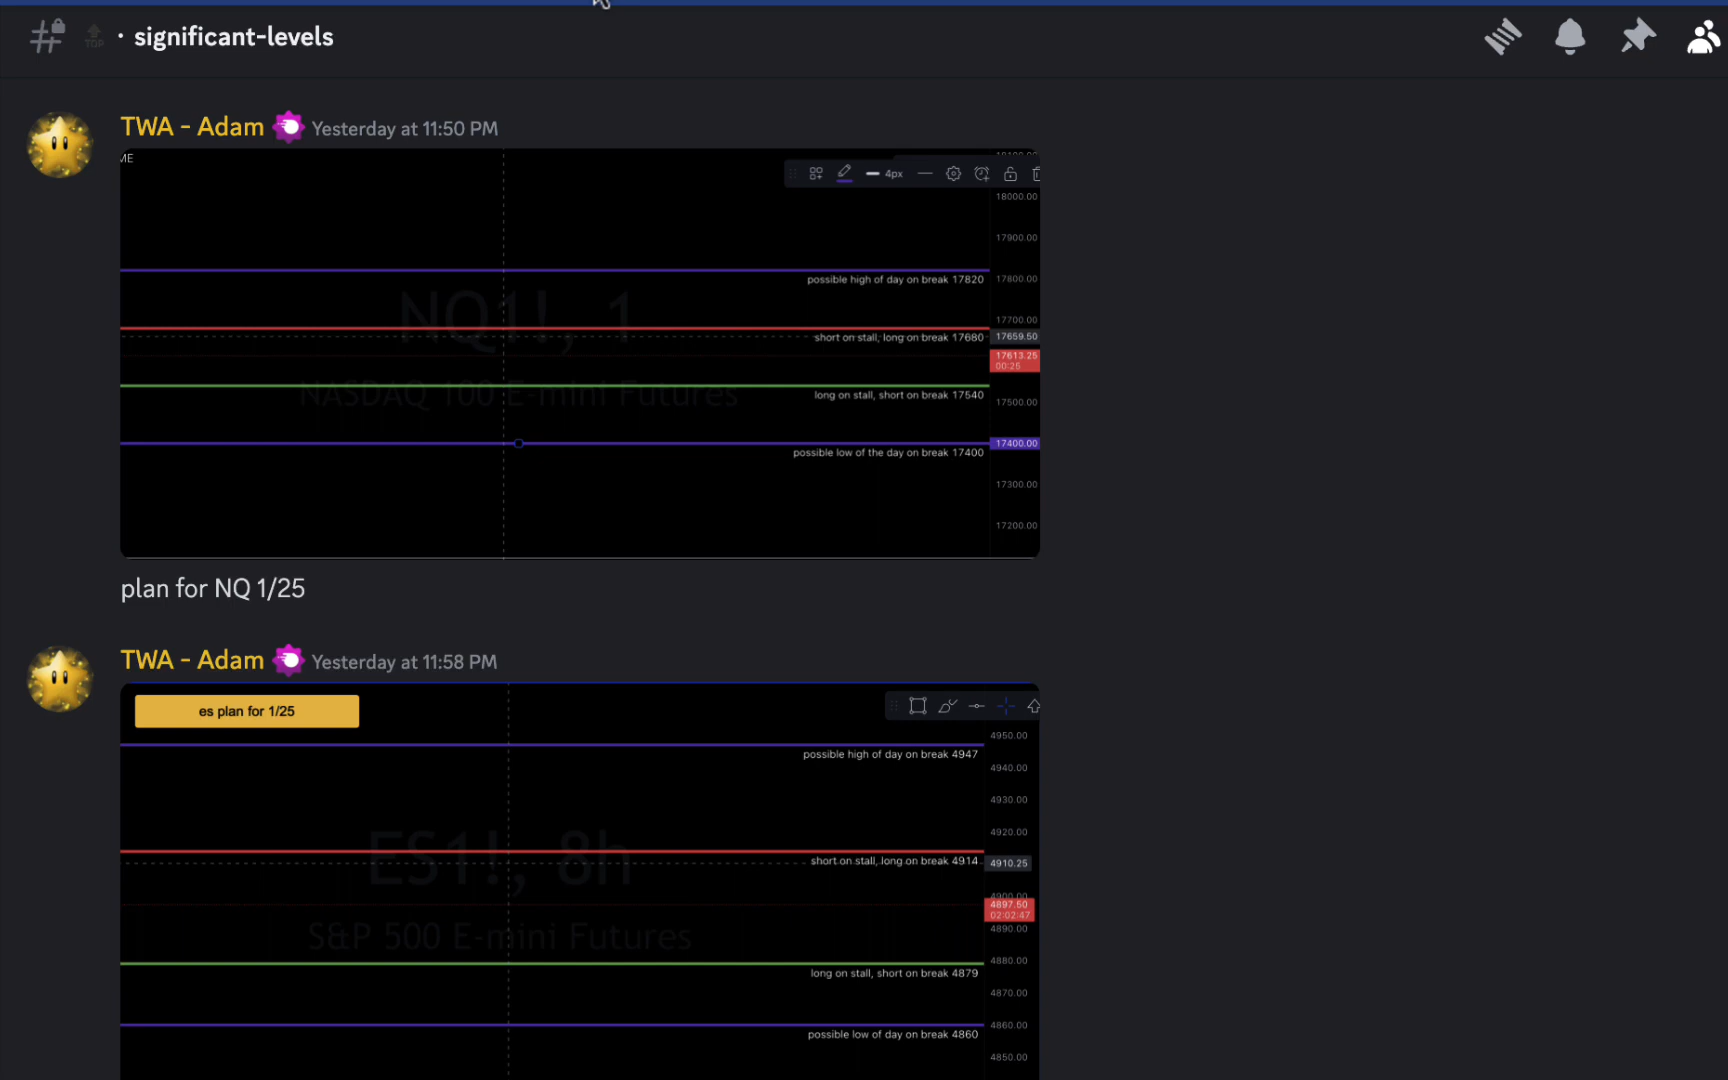 TOP · significant-levels
TWA - Adam Yesterday at 11:50 PM
ME
4px
18000.00
17900.00
possible high of day on break 17820
17800.00
NQ1!, 1
17700.00
short on stall, long on break 17680
17659.50
17613.25
00:25
NASDAQ 100 E-mini Futures
long on stall, short on break 17540
17500.00
17400.00
possible low of the day on break 17400
17300.00
17200.00
plan for NQ 1/25
TWA - Adam Yesterday at 11:58 PM
es plan for 1/25
4950.00
possible high of day on break 4947
4940.00
4930.00
4920.00
ES1!, 8h
short on stall, long on break 4914
4910.25
4900.00
4897.50
02:02:47
4890.00
S&P 500 E-mini Futures
4880.00
long on stall, short on break 4879
4870.00
4860.00
possible low of day on break 4860
4850.00